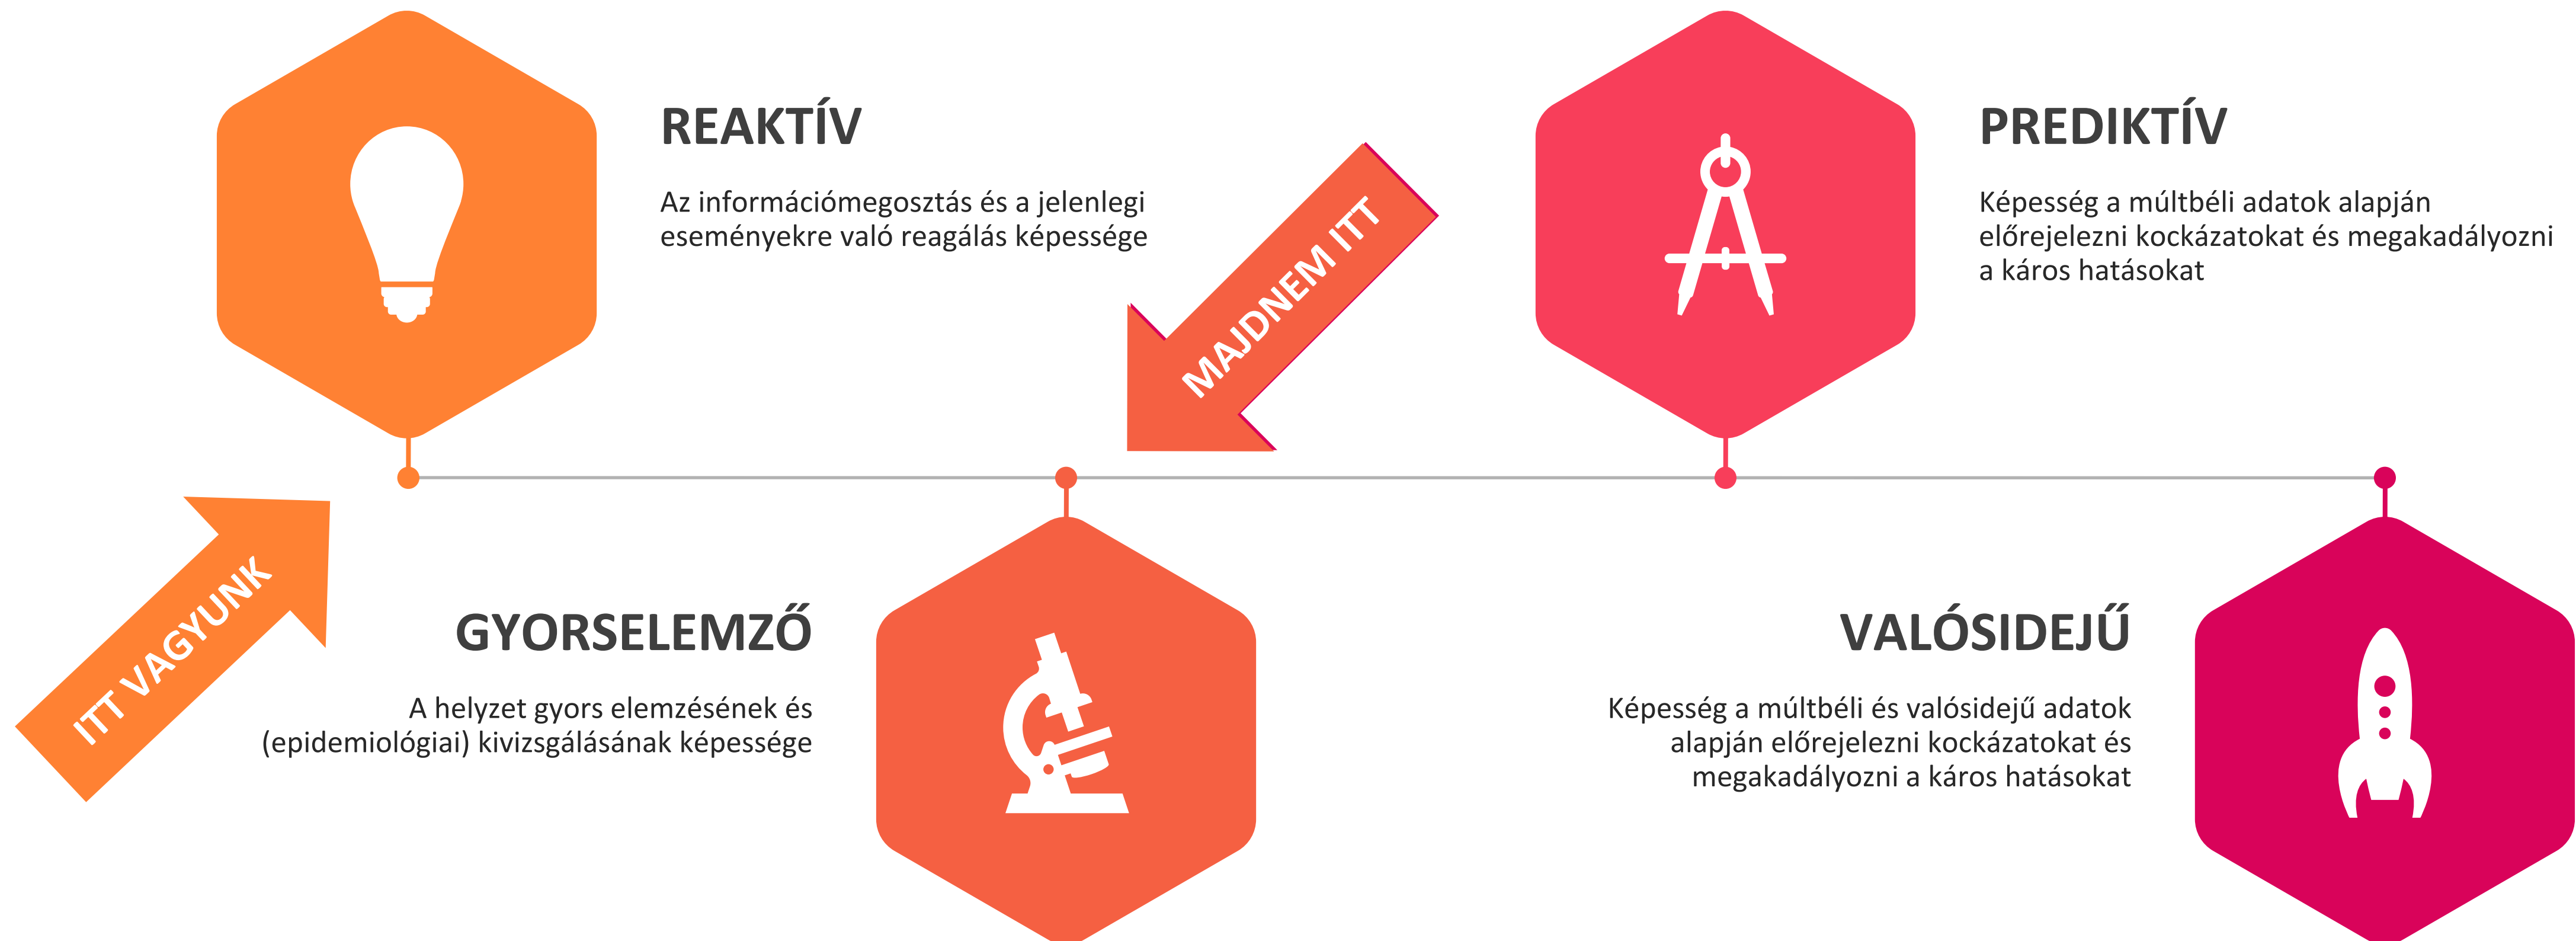 REAKTÍV
Az információmegosztás és a jelenlegi
eseményekre való reagálás képessége
MAJDNEM ITT
PREDIKTÍV
Képesség a múltbéli adatok alapján
előrejelezni kockázatokat és megakadályozni
a káros hatásokat
ITT VAGYUNK
GYORSELEMZŐ
A helyzet gyors elemzésének és
(epidemiológiai) kivizsgálásának képessége
VALÓSIDEJŰ
Képesség a múltbéli és valósidejű adatok
alapján előrejelezni kockázatokat és
megakadályozni a káros hatásokat